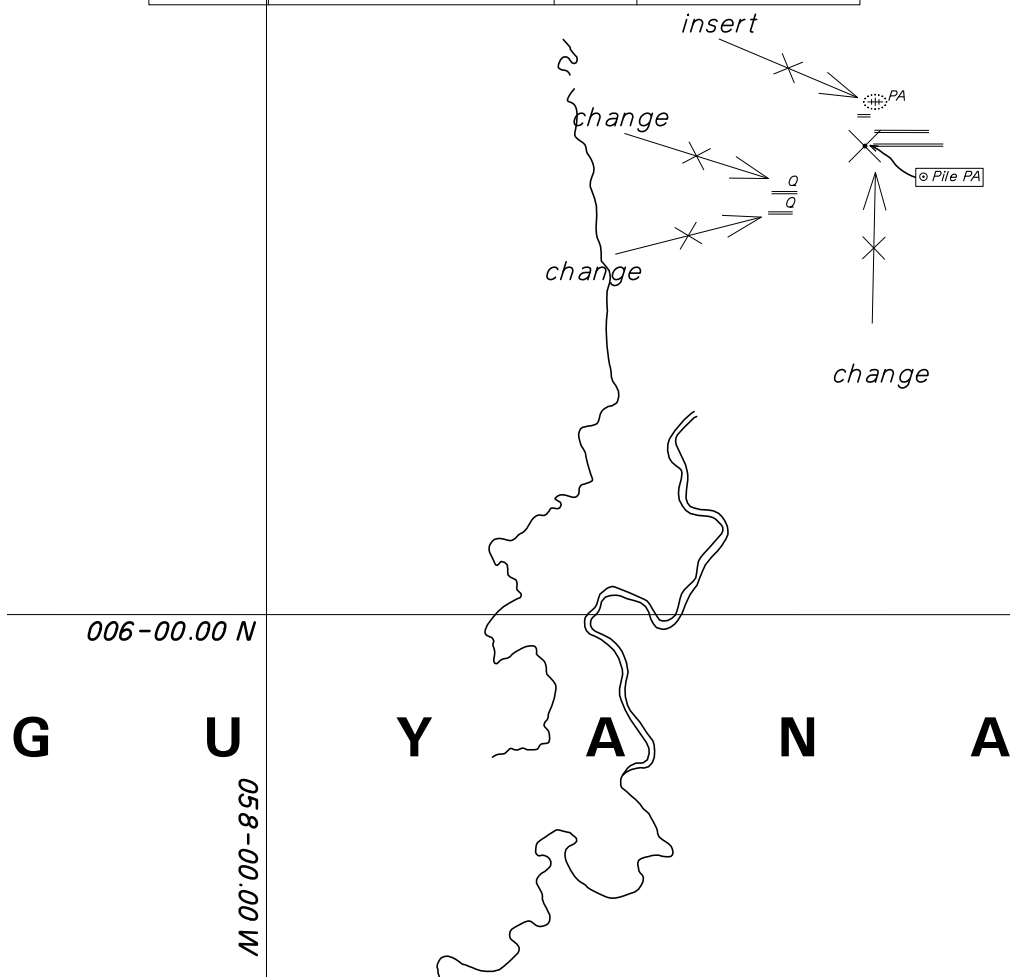 insert
PA
change
Pile PA
Q
Q
change
change
006-00.00 N
G U Y A N A
058-00.00 W